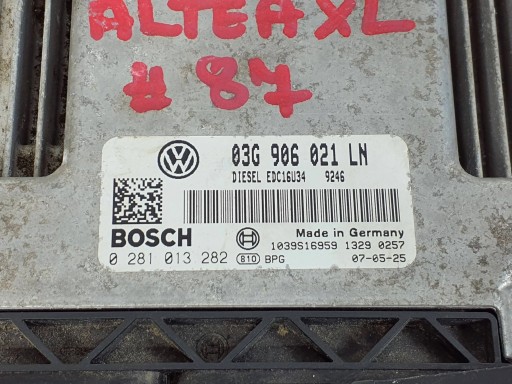 ALTEA XL
# 87
03G 906 021 LN
DIESEL EDC16U34 9246
BOSCH
Made in Germany
1039S16959 1329 0257
0 281 013 282 810 BPG 07-05-25